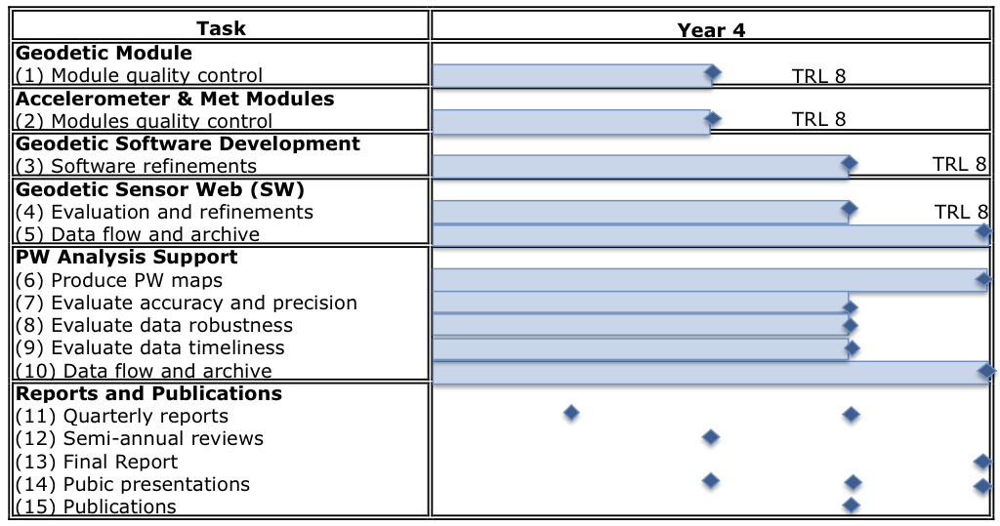 Task
Year 4
Geodetic Module
(1) Module quality control
TRL 8
Accelerometer & Met Modules
(2) Modules quality control
TRL 8
Geodetic Software Development
(3) Software refinements
TRL 8
Geodetic Sensor Web (SW)
(4) Evaluation and refinements
TRL 8
(5) Data flow and archive
PW Analysis Support
(6) Produce PW maps
(7) Evaluate accuracy and precision
(8) Evaluate data robustness
(9) Evaluate data timeliness
(10) Data flow and archive
Reports and Publications
(11) Quarterly reports
(12) Semi-annual reviews
(13) Final Report
(14) Pubic presentations
(15) Publications